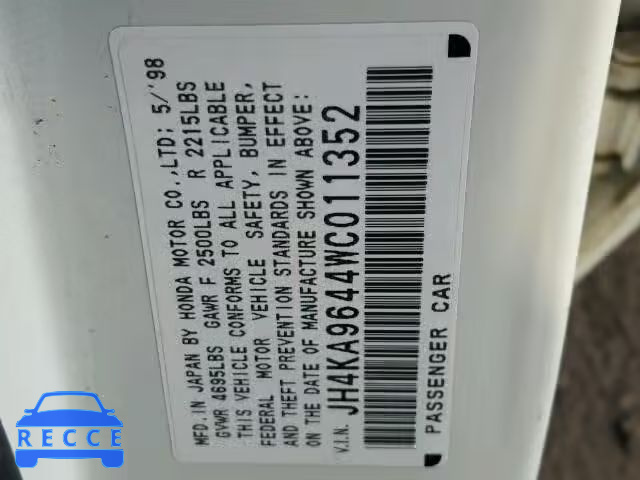 MFD. IN JAPAN BY HONDA MOTOR CO.,LTD; 5/'98
GVWR 4695LBS GAWR F 2500LBS R 2215LBS
THIS VEHICLE CONFORMS TO ALL APPLICABLE
FEDERAL MOTOR VEHICLE SAFETY, BUMPER,
AND THEFT PREVENTION STANDARDS IN EFFECT
ON THE DATE OF MANUFACTURE SHOWN ABOVE:
V.I.N. JH4KA9644WC011352
PASSENGER CAR
RECCE